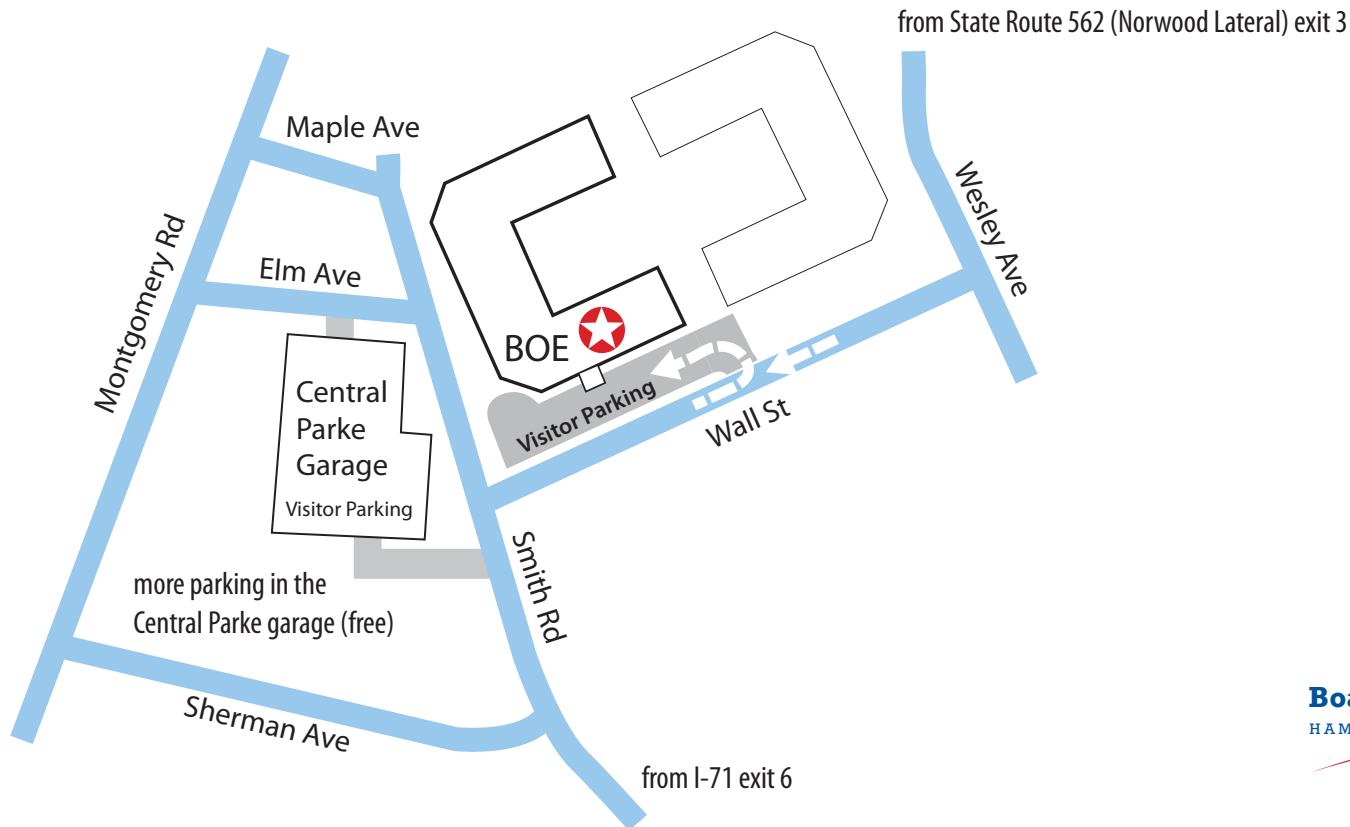 from State Route 562 (Norwood Lateral) exit 3
Maple Ave
Wesley Ave
Montgomery Rd
Elm Ave
BOE
Visitor Parking
Wall St
Central
Parke
Garage
Visitor Parking
Smith Rd
more parking in the
Central Parke garage (free)
Sherman Ave
from I-71 exit 6